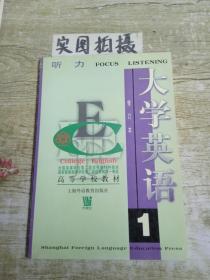 实图拍摄
听力 FOCUS LISTENING
大学英语
修订本
E
C
College English
高等学校教材
上海外语教育出版社
1
Shanghai Foreign Language Education Press